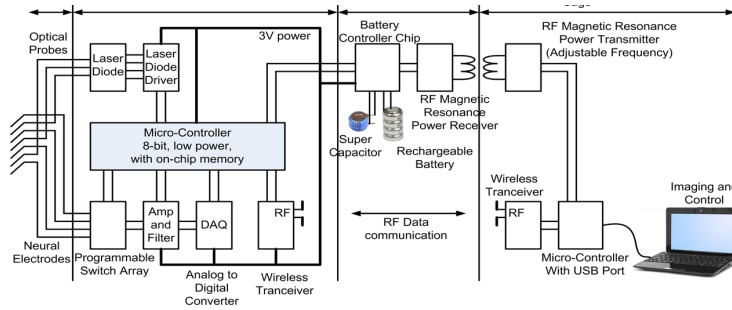 Optical
Probes
Laser
Diode
Laser
Diode
Driver
3V power
Battery
Controller Chip
RF Magnetic Resonance
Power Transmitter
(Adjustable Frequency)
RF Magnetic
Resonance
Power Receiver
Super
Capacitor
Rechargeable
Battery
Micro-Controller
8-bit, low power,
with on-chip memory
Wireless
Tranceiver
Imaging and
Control
Amp
and
Filter
DAQ
RF
RF
RF Data
communication
Neural
Electrodes
Programmable
Switch Array
Analog to
Digital
Converter
Wireless
Tranceiver
Micro-Controller
With USB Port